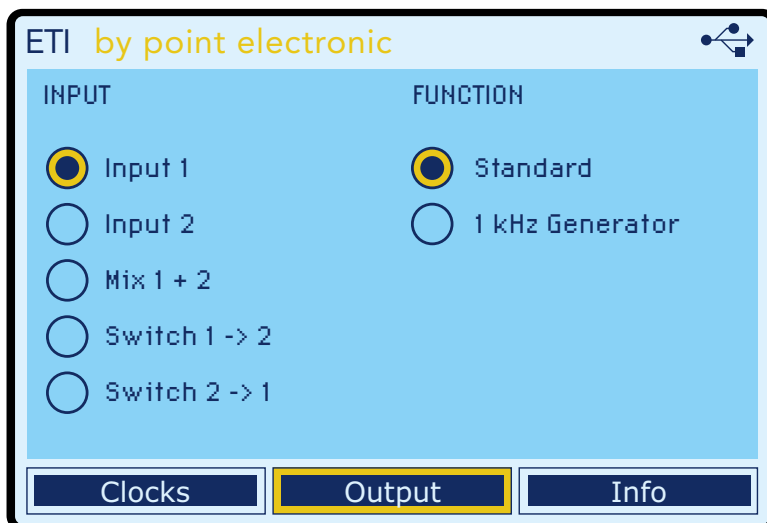 ETI by point electronic
INPUT
Input 1
Input 2
Mix 1 + 2
Switch 1 -> 2
Switch 2 -> 1
FUNCTION
Standard
1 kHz Generator
Clocks
Output
Info